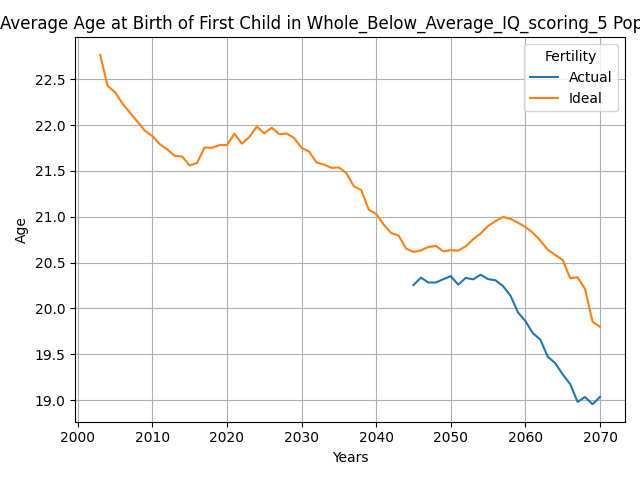 Average Age at Birth of First Child in Whole_Below_Average_IQ_scoring_5 Pop
Fertility
Actual
Ideal
22.5
22.0
21.5
21.0
20.5
20.0
19.5
19.0
Age
2000 2010 2020 2030 2040 2050 2060 2070
Years